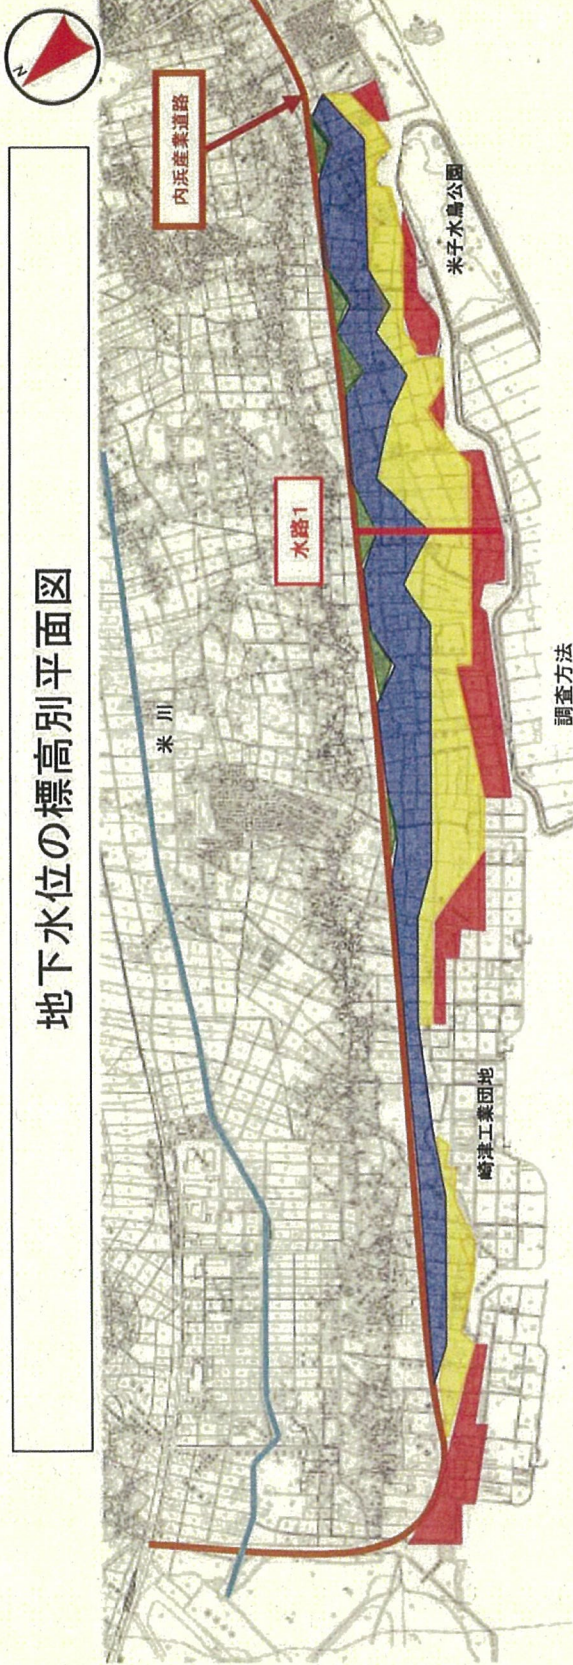 地下水位の標高別平面図
N
内浜産業道路
米子水鳥公園
水路1
米川
崎津工業団地
調査方法